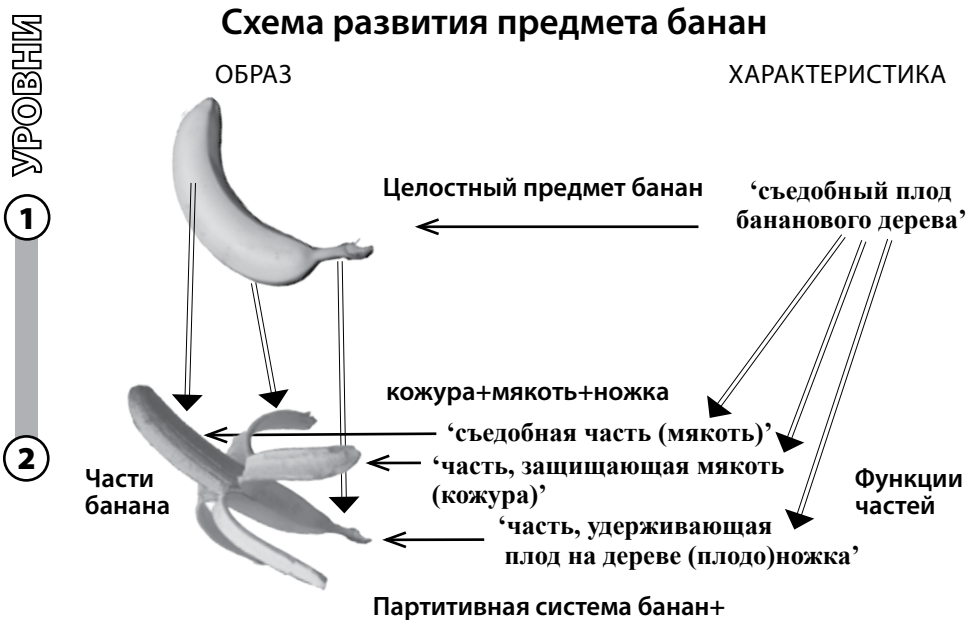 Схема развития предмета банан
УРОВНИ
ОБРАЗ
ХАРАКТЕРИСТИКА
1
Целостный предмет банан
‘съедобный плод
бананового дерева’
кожура+мякоть+ножка
2
‘съедобная часть (мякоть)’
‘часть, защищающая мякоть
(кожура)’
‘часть, удерживающая
плод на дереве (плодо)ножка’
Части
банана
Функции
частей
Партитивная система банан+